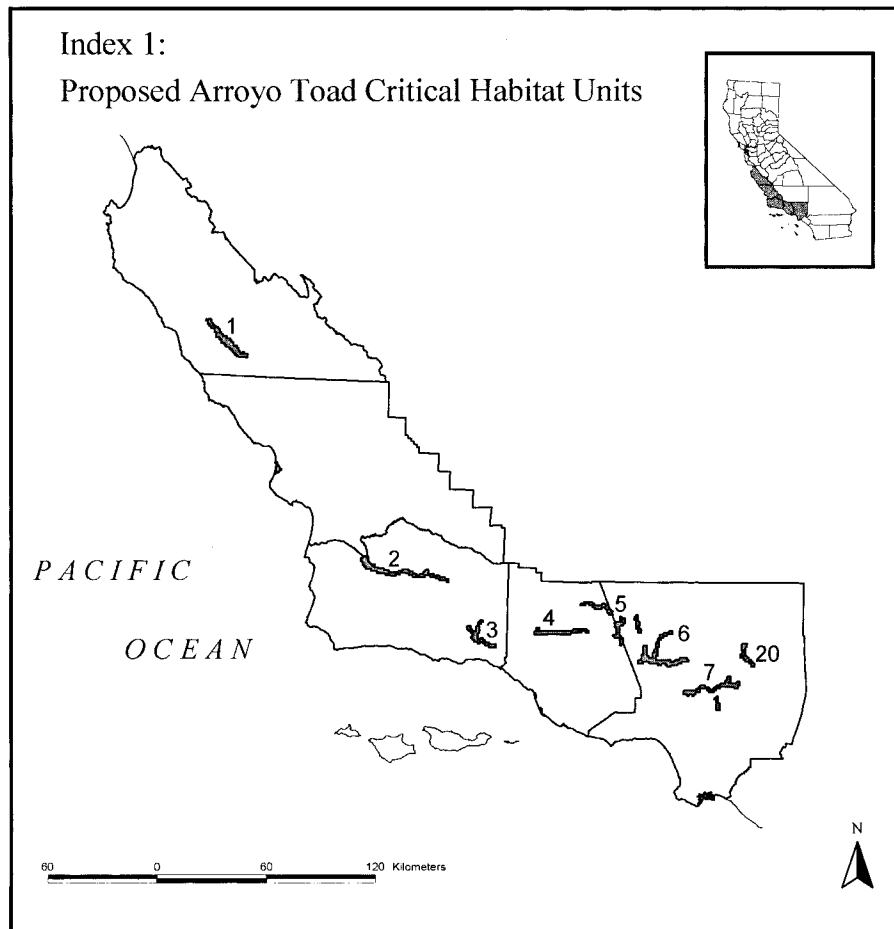 Index 1:
Proposed Arroyo Toad Critical Habitat Units
1
2
PACIFIC
3
4
5
OCEAN
6
20
7
N
60 0 60 120 Kilometers